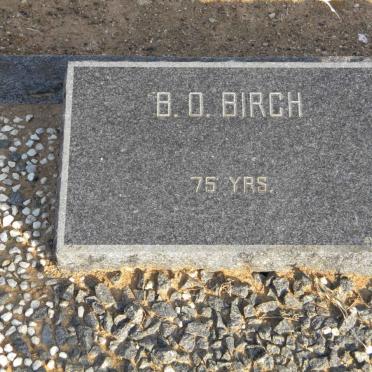 B. O. BIRCH
75 YRS.